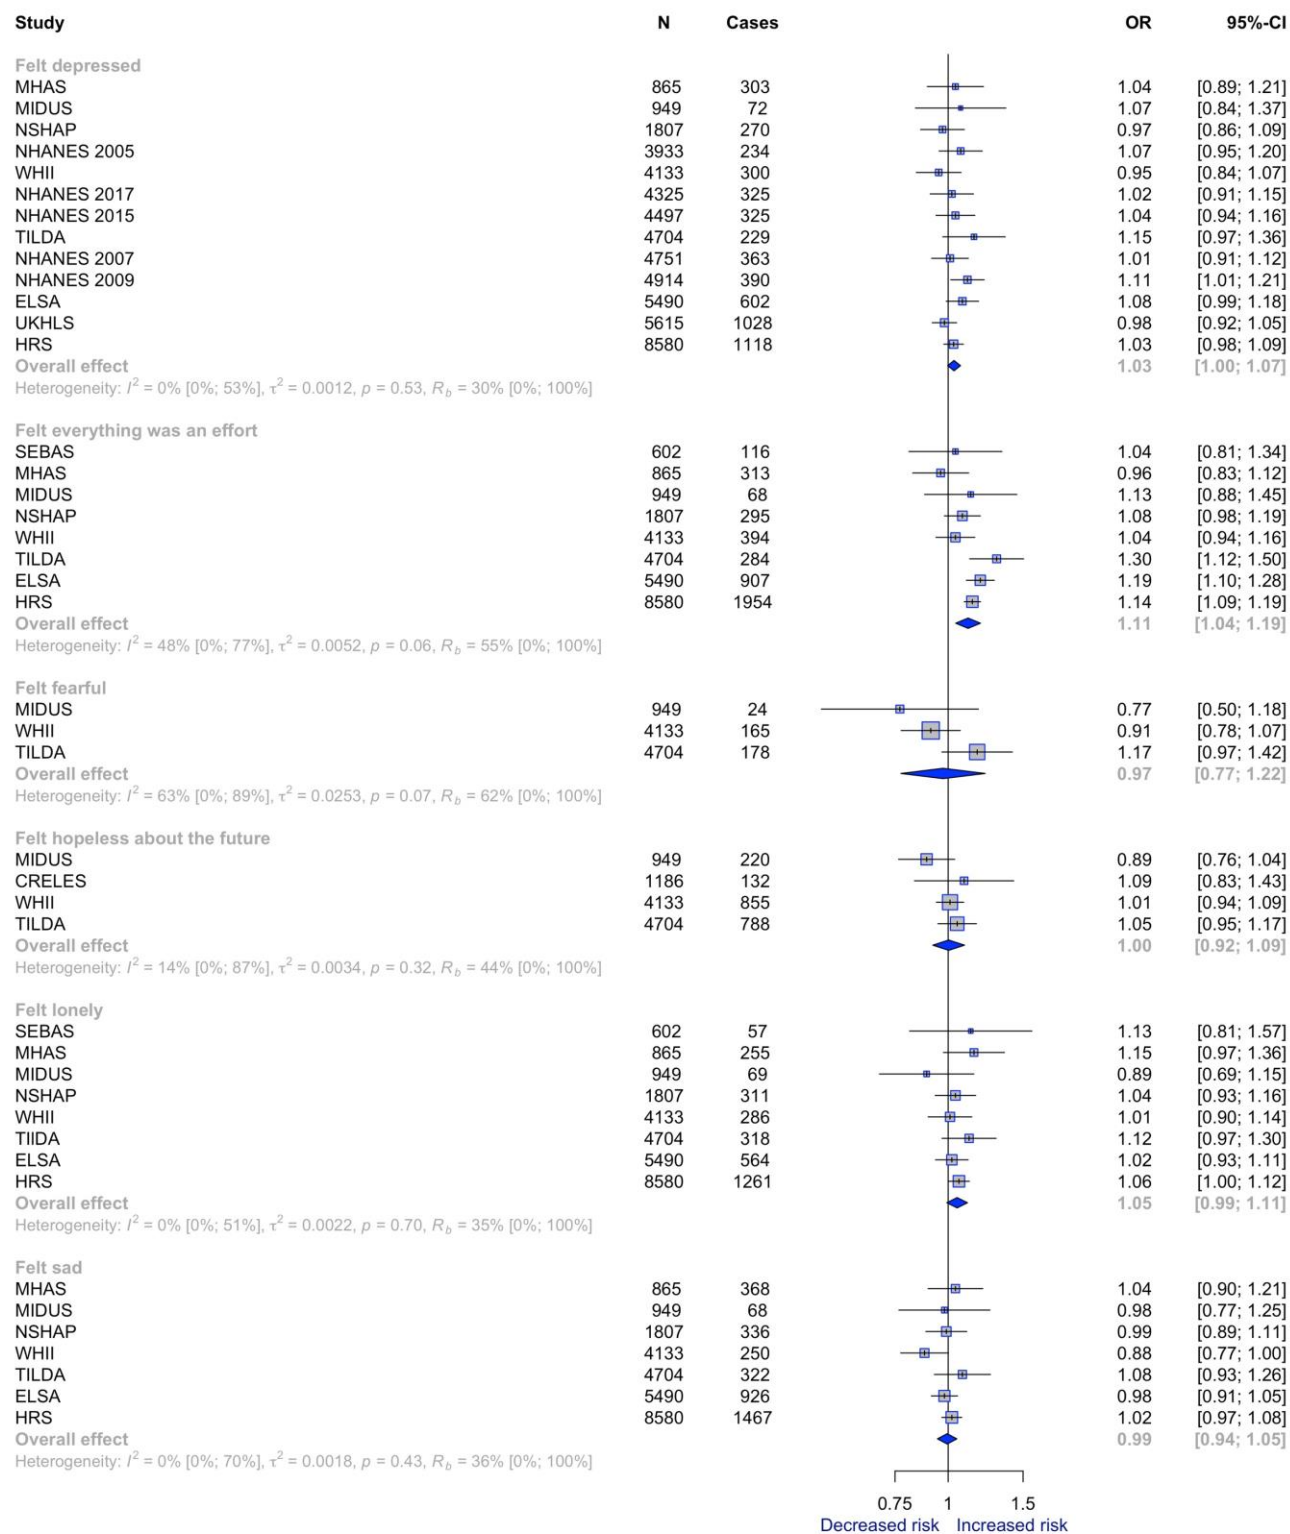 Study N Cases OR 95%-CI
Felt depressed
MHAS 865 303 1.04 [0.89; 1.21]
MIDUS 949 72 1.07 [0.84; 1.37]
NSHAP 1807 270 0.97 [0.86; 1.09]
NHANES 2005 3933 234 1.07 [0.95; 1.20]
WHII 4133 300 0.95 [0.84; 1.07]
NHANES 2017 4325 325 1.02 [0.91; 1.15]
NHANES 2015 4497 325 1.04 [0.94; 1.16]
TILDA 4704 229 1.15 [0.97; 1.36]
NHANES 2007 4751 363 1.01 [0.91; 1.12]
NHANES 2009 4914 390 1.11 [1.01; 1.21]
ELSA 5490 602 1.08 [0.99; 1.18]
UKHLS 5615 1028 0.98 [0.92; 1.05]
HRS 8580 1118 1.03 [0.98; 1.09]
Overall effect 1.03 [1.00; 1.07]
Heterogeneity: I² = 0% [0%; 53%], τ² = 0.0012, p = 0.53, R_b = 30% [0%; 100%]
Felt everything was an effort
SEBAS 602 116 1.04 [0.81; 1.34]
MHAS 865 313 0.96 [0.83; 1.12]
MIDUS 949 68 1.13 [0.88; 1.45]
NSHAP 1807 295 1.08 [0.98; 1.19]
WHII 4133 394 1.04 [0.94; 1.16]
TILDA 4704 284 1.30 [1.12; 1.50]
ELSA 5490 907 1.19 [1.10; 1.28]
HRS 8580 1954 1.14 [1.09; 1.19]
Overall effect 1.11 [1.04; 1.19]
Heterogeneity: I² = 48% [0%; 77%], τ² = 0.0052, p = 0.06, R_b = 55% [0%; 100%]
Felt fearful
MIDUS 949 24 0.77 [0.50; 1.18]
WHII 4133 165 0.91 [0.78; 1.07]
TILDA 4704 178 1.17 [0.97; 1.42]
Overall effect 0.97 [0.77; 1.22]
Heterogeneity: I² = 63% [0%; 89%], τ² = 0.0253, p = 0.07, R_b = 62% [0%; 100%]
Felt hopeless about the future
MIDUS 949 220 0.89 [0.76; 1.04]
CRELES 1186 132 1.09 [0.83; 1.43]
WHII 4133 855 1.01 [0.94; 1.09]
TILDA 4704 788 1.05 [0.95; 1.17]
Overall effect 1.00 [0.92; 1.09]
Heterogeneity: I² = 14% [0%; 87%], τ² = 0.0034, p = 0.32, R_b = 44% [0%; 100%]
Felt lonely
SEBAS 602 57 1.13 [0.81; 1.57]
MHAS 865 255 1.15 [0.97; 1.36]
MIDUS 949 69 0.89 [0.69; 1.15]
NSHAP 1807 311 1.04 [0.93; 1.16]
WHII 4133 286 1.01 [0.90; 1.14]
TIIDA 4704 318 1.12 [0.97; 1.30]
ELSA 5490 564 1.02 [0.93; 1.11]
HRS 8580 1261 1.06 [1.00; 1.12]
Overall effect 1.05 [0.99; 1.11]
Heterogeneity: I² = 0% [0%; 51%], τ² = 0.0022, p = 0.70, R_b = 35% [0%; 100%]
Felt sad
MHAS 865 368 1.04 [0.90; 1.21]
MIDUS 949 68 0.98 [0.77; 1.25]
NSHAP 1807 336 0.99 [0.89; 1.11]
WHII 4133 250 0.88 [0.77; 1.00]
TILDA 4704 322 1.08 [0.93; 1.26]
ELSA 5490 926 0.98 [0.91; 1.05]
HRS 8580 1467 1.02 [0.97; 1.08]
Overall effect 0.99 [0.94; 1.05]
Heterogeneity: I² = 0% [0%; 70%], τ² = 0.0018, p = 0.43, R_b = 36% [0%; 100%]
0.75 1 1.5
Decreased risk Increased risk